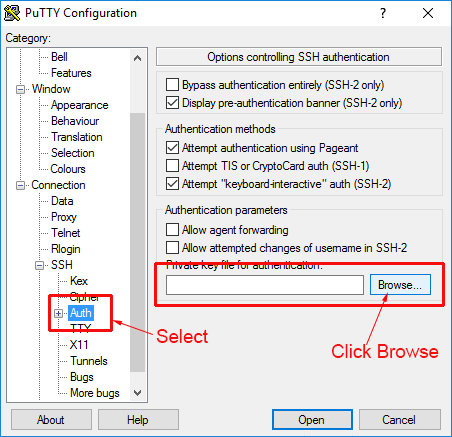 PuTTY Configuration
Category:
Bell
Features
Window
Appearance
Behaviour
Translation
Selection
Colours
Connection
Data
Proxy
Telnet
Rlogin
SSH
Kex
Cipher
Auth
TTY
X11
Tunnels
Bugs
More bugs
Options controlling SSH authentication
Bypass authentication entirely (SSH-2 only)
Display pre-authentication banner (SSH-2 only)
Authentication methods
Attempt authentication using Pageant
Attempt TIS or CryptoCard auth (SSH-1)
Attempt "keyboard-interactive" auth (SSH-2)
Authentication parameters
Allow agent forwarding
Allow attempted changes of username in SSH-2
Private key file for authentication:
Browse...
Select
Click Browse
About
Help
Open
Cancel